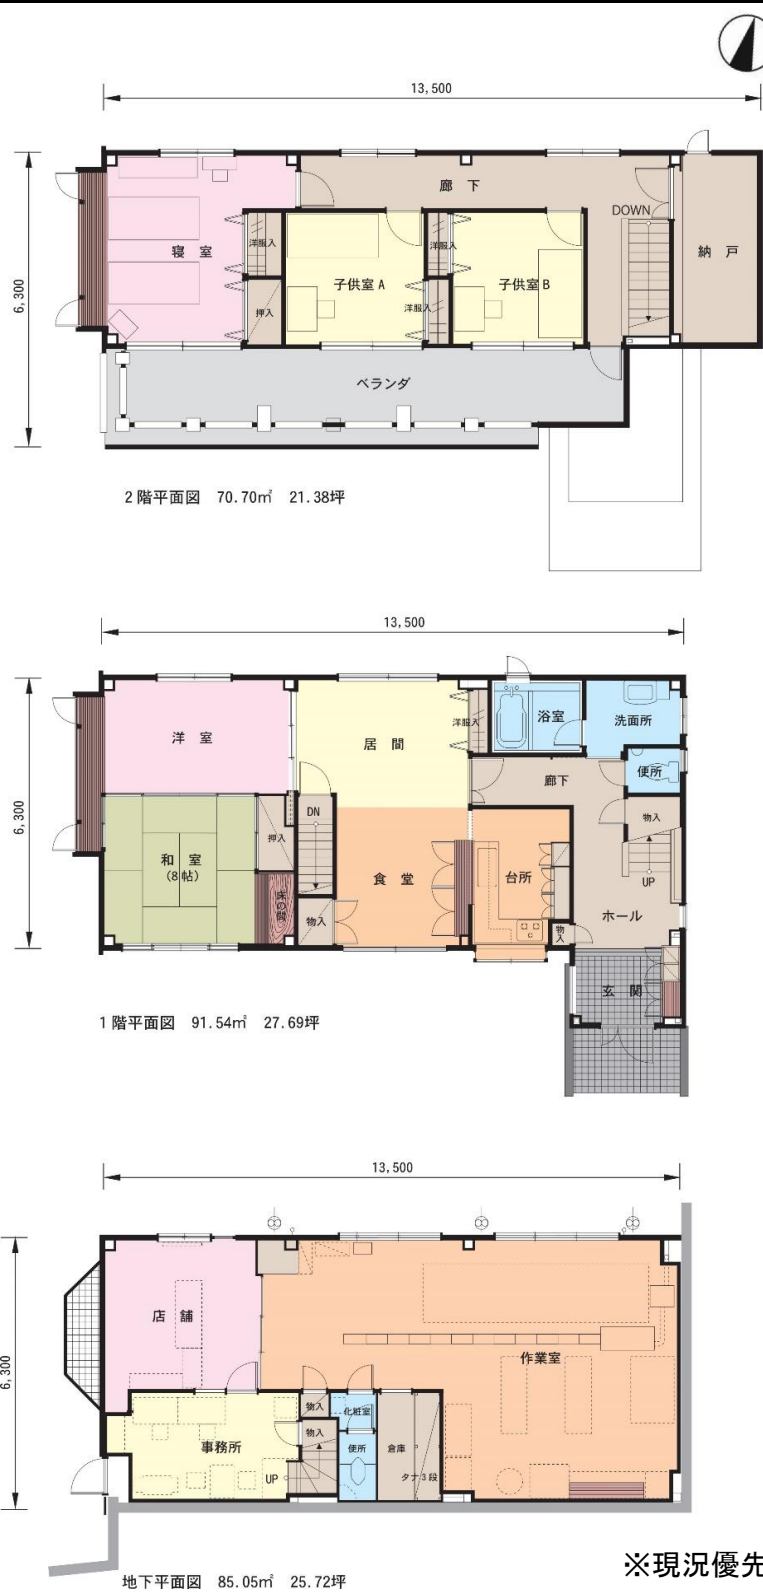 13,500
6,300
廊 下
DOWN
寝 室
洋服入
洋服入
子供室 A
子供室 B
納 戸
押入
洋服入
ベランダ
2階平面図 70.70㎡ 21.38坪
13,500
6,300
洋 室
居 間
洋服入
浴室
洗面所
廊下
便所
DN
物入
押入
和 室
(8帖)
食 堂
台所
UP
床の間
物入
物入
ホール
玄 関
1階平面図 91.54㎡ 27.69坪
13,500
6,300
店 舗
作業室
物入
化粧室
物入
事務所
便所
倉庫
UP
タナ3段
地下平面図 85.05㎡ 25.72坪
※現況優先